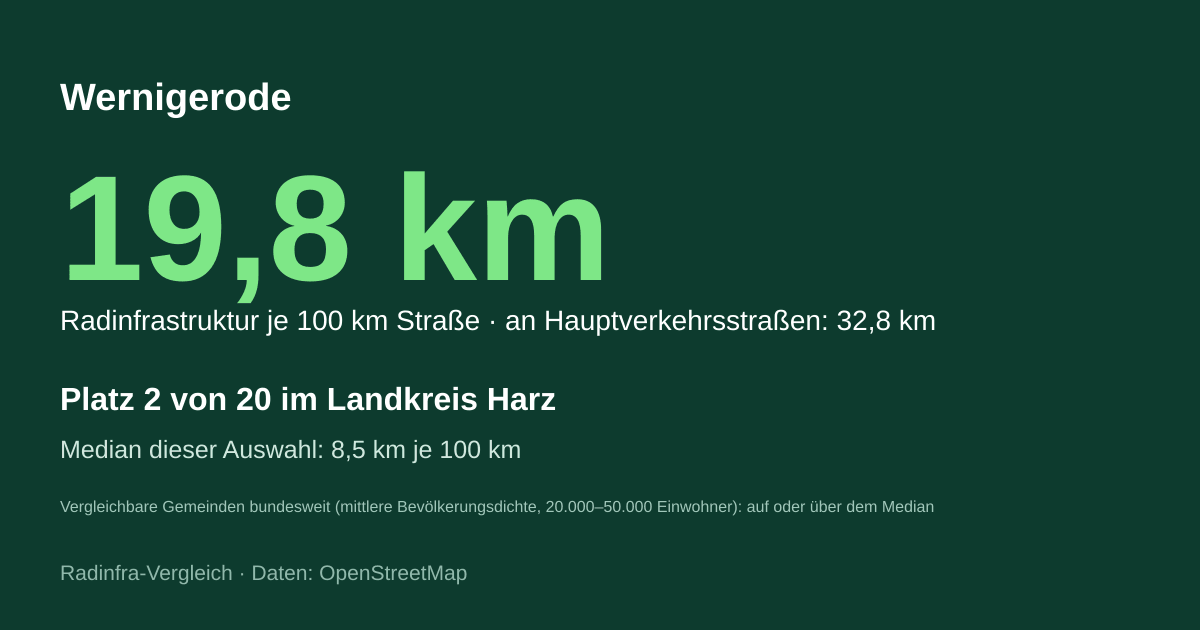 Wernigerode
19,8 km
Radinfrastruktur je 100 km Straße · an Hauptverkehrsstraßen: 32,8 km
Platz 2 von 20 im Landkreis Harz
Median dieser Auswahl: 8,5 km je 100 km
Vergleichbare Gemeinden bundesweit (mittlere Bevölkerungsdichte, 20.000–50.000 Einwohner): auf oder über dem Median
Radinfra-Vergleich · Daten: OpenStreetMap